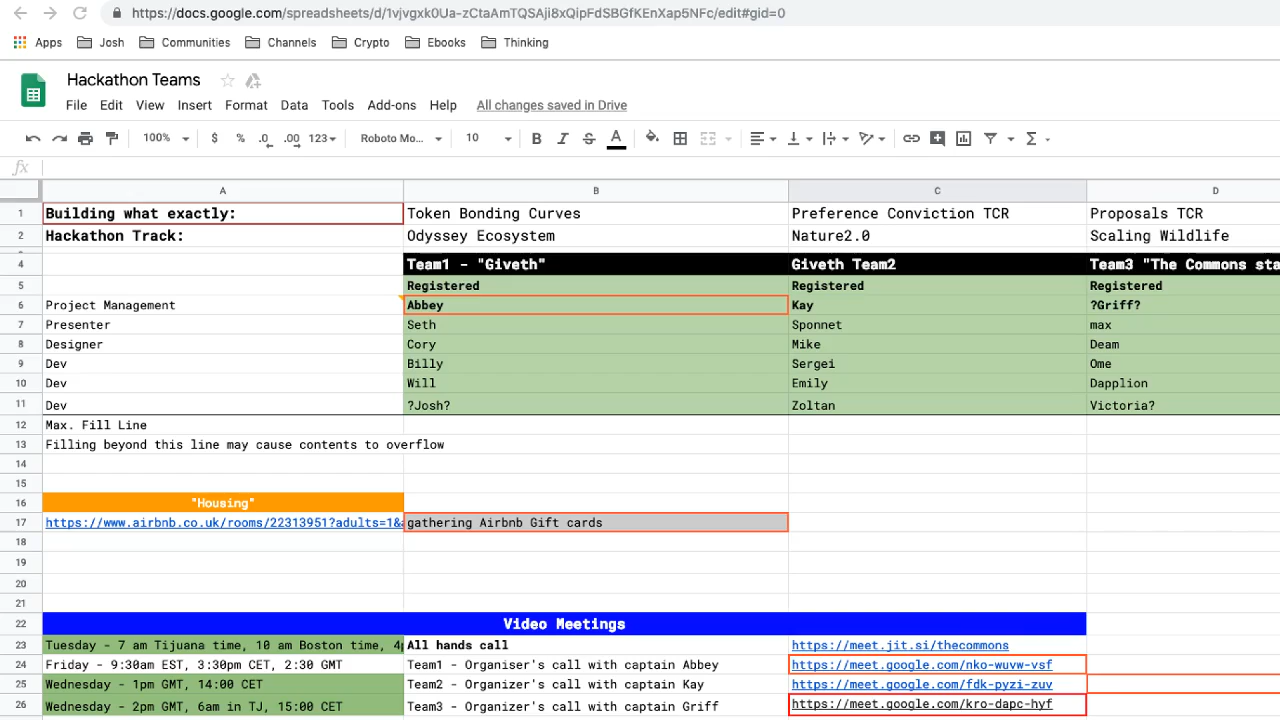 https://docs.google.com/spreadsheets/d/1vjvgxk0Ua-zCtaAmTQSAji8xQipFdSBGfKEnXap5NFc/edit#gid=0
Apps Josh Communities Channels Crypto Ebooks Thinking
Hackathon Teams
File Edit View Insert Format Data Tools Add-ons Help All changes saved in Drive
100% $ % .0 .00 123 Roboto Mo... 10 B I S A Σ
fx
A B C D
1 Building what exactly: Token Bonding Curves Preference Conviction TCR Proposals TCR
2 Hackathon Track: Odyssey Ecosystem Nature2.0 Scaling Wildlife
4 Team1 - "Giveth" Giveth Team2 Team3 "The Commons sta
5 Registered Registered Registered
6 Project Management Abbey Kay ?Griff?
7 Presenter Seth Sponnet max
8 Designer Cory Mike Deam
9 Dev Billy Sergei Ome
10 Dev Will Emily Dapplion
11 Dev ?Josh? Zoltan Victoria?
12 Max. Fill Line
13 Filling beyond this line may cause contents to overflow
14
15
16 "Housing"
17 https://www.airbnb.co.uk/rooms/22313951?adults=1& gathering Airbnb Gift cards
18
19
20
21
22 Video Meetings
23 Tuesday - 7 am Tijuana time, 10 am Boston time, 4p All hands call https://meet.jit.si/thecommons
24 Friday - 9:30am EST, 3:30pm CET, 2:30 GMT Team1 - Organiser's call with captain Abbey https://meet.google.com/nko-wuvw-vsf
25 Wednesday - 1pm GMT, 14:00 CET Team2 - Organizer's call with captain Kay https://meet.google.com/fdk-pyzi-zuv
26 Wednesday - 2pm GMT, 6am in TJ, 15:00 CET Team3 - Organizer's call with captain Griff https://meet.google.com/kro-dapc-hyf